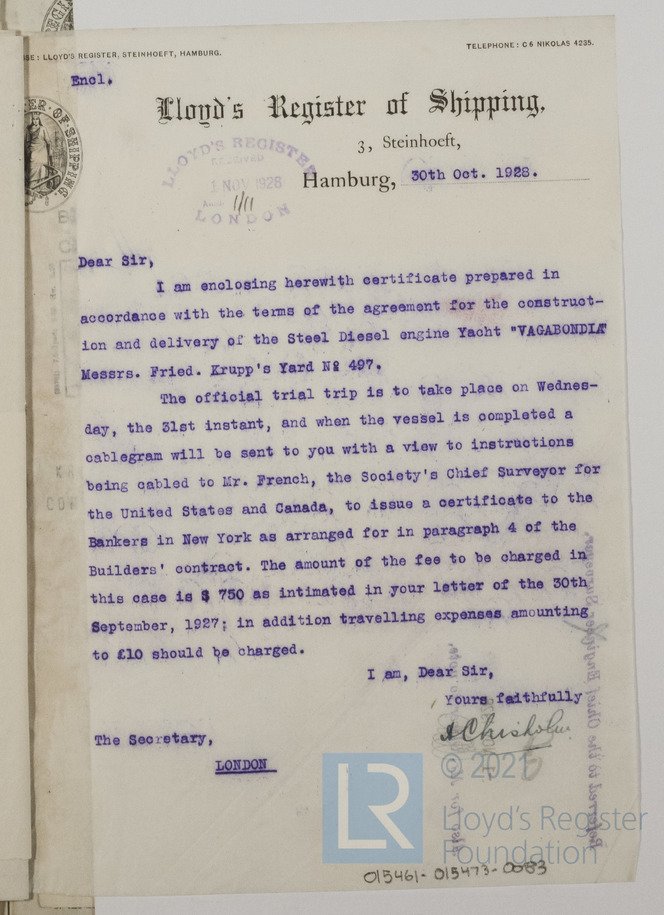 : LLOYD'S REGISTER, STEINHOEFT, HAMBURG.
TELEPHONE: C6 NIKOLAS 4235.
Encl.
Lloyd's Register of Shipping,
3, Steinhoeft,
Hamburg, 30th Oct. 1928.
LLOYD'S REGISTER
RECEIVED
1 NOV 1928
1/11
LONDON
Dear Sir,
I am enclosing herewith certificate prepared in
accordance with the terms of the agreement for the construct-
ion and delivery of the Steel Diesel engine Yacht "VAGABONDIA"
Messrs. Fried. Krupp's Yard No 497.
The official trial trip is to take place on Wednes-
day, the 31st instant, and when the vessel is completed a
cablegram will be sent to you with a view to instructions
being cabled to Mr. French, the Society's Chief Surveyor for
the United States and Canada, to issue a certificate to the
Bankers in New York as arranged for in paragraph 4 of the
Builders' contract. The amount of the fee to be charged in
this case is $ 750 as intimated in your letter of the 30th
September, 1927; in addition travelling expenses amounting
to £10 should be charged.
I am, Dear Sir,
Yours faithfully
A Chisholm
The Secretary,
LONDON
Referred to the Chief Engineer Surveyor,
LR
© 2021
Lloyd's Register
Foundation
015461-015473-0083